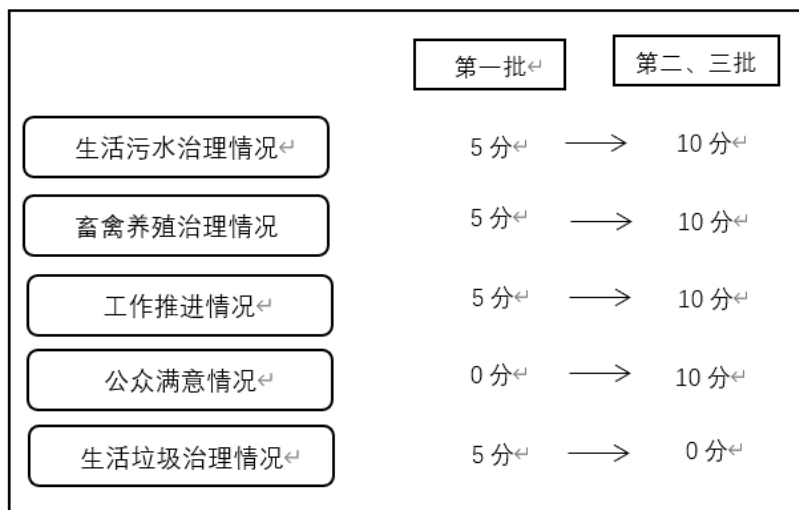 第一批 第二、三批
生活污水治理情况 5分 10分
畜禽养殖治理情况 5分 10分
工作推进情况 5分 10分
公众满意情况 0分 10分
生活垃圾治理情况 5分 0分